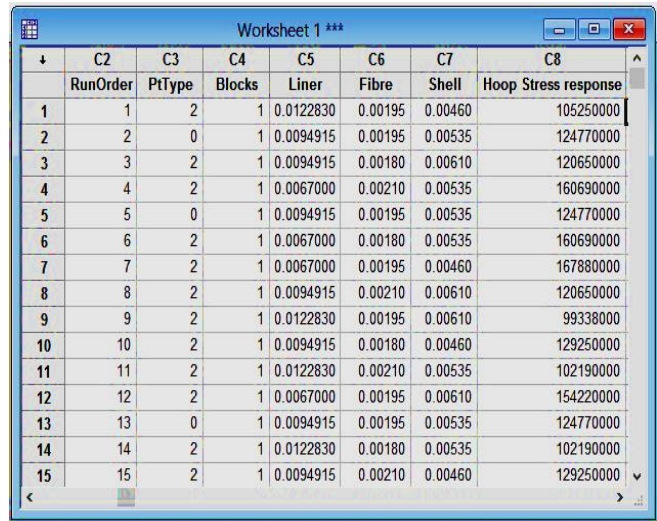 Worksheet 1 ***
↓ C2 C3 C4 C5 C6 C7 C8
RunOrder PtType Blocks Liner Fibre Shell Hoop Stress response
1 1 2 1 0.0122830 0.00195 0.00460 105250000
2 2 0 1 0.0094915 0.00195 0.00535 124770000
3 3 2 1 0.0094915 0.00180 0.00610 120650000
4 4 2 1 0.0067000 0.00210 0.00535 160690000
5 5 0 1 0.0094915 0.00195 0.00535 124770000
6 6 2 1 0.0067000 0.00180 0.00535 160690000
7 7 2 1 0.0067000 0.00195 0.00460 167880000
8 8 2 1 0.0094915 0.00210 0.00610 120650000
9 9 2 1 0.0122830 0.00195 0.00610 99338000
10 10 2 1 0.0094915 0.00180 0.00460 129250000
11 11 2 1 0.0122830 0.00210 0.00535 102190000
12 12 2 1 0.0067000 0.00195 0.00610 154220000
13 13 0 1 0.0094915 0.00195 0.00535 124770000
14 14 2 1 0.0122830 0.00180 0.00535 102190000
15 15 2 1 0.0094915 0.00210 0.00460 129250000